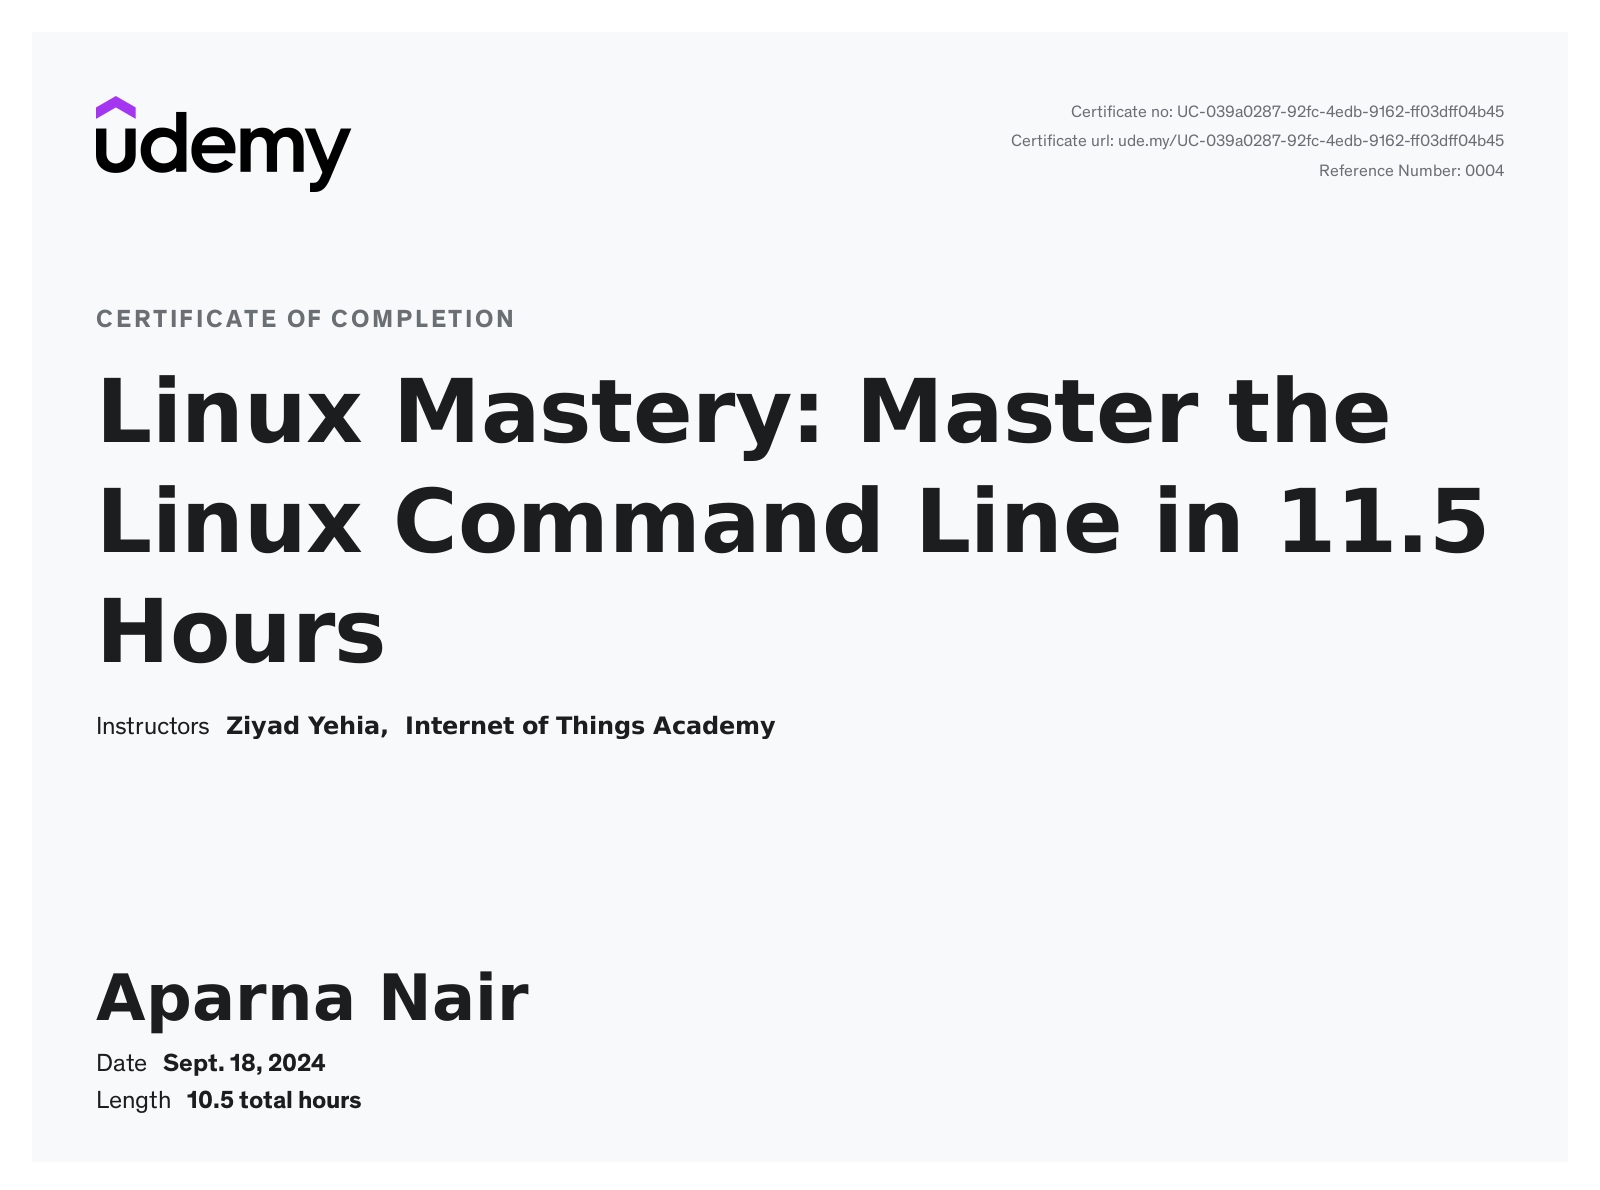 udemy
Certificate no: UC-039a0287-92fc-4edb-9162-ff03dff04b45
Certificate url: ude.my/UC-039a0287-92fc-4edb-9162-ff03dff04b45
Reference Number: 0004
CERTIFICATE OF COMPLETION
Linux Mastery: Master the
Linux Command Line in 11.5
Hours
Instructors Ziyad Yehia, Internet of Things Academy
Aparna Nair
Date Sept. 18, 2024
Length 10.5 total hours